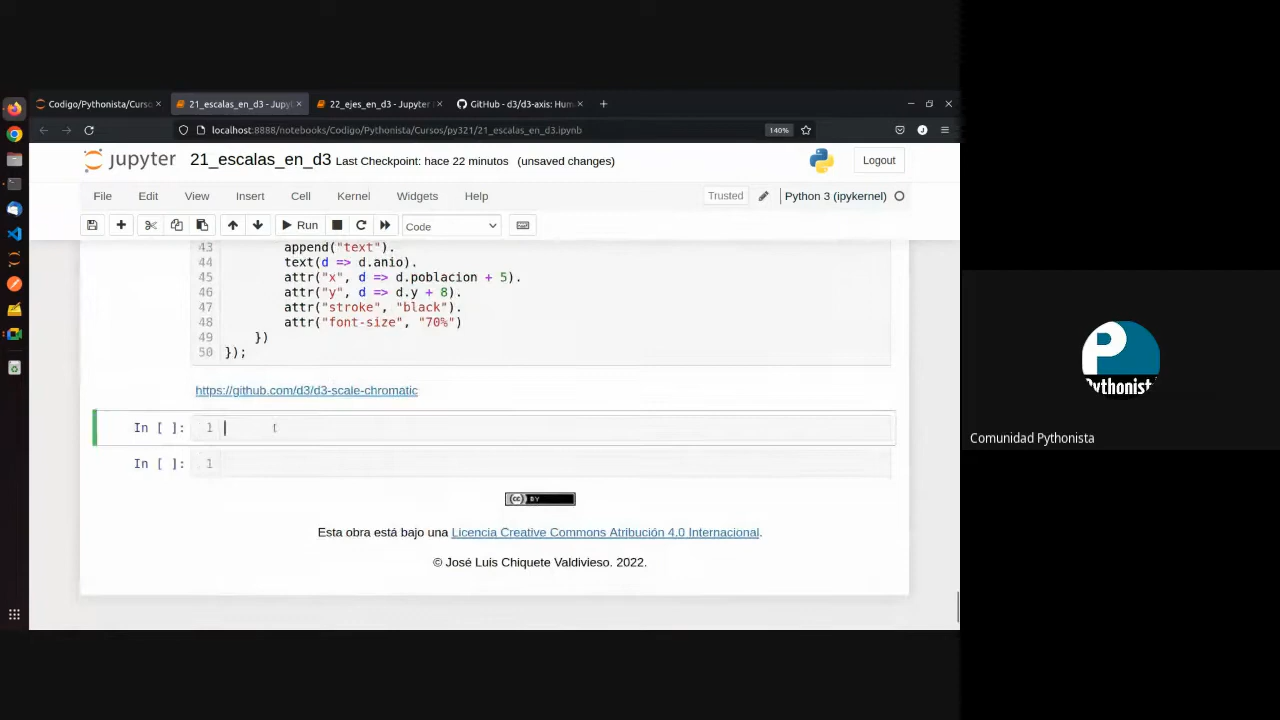 Codigo/Pythonista/Curso
21_escalas_en_d3 - Jupyt
22_ejes_en_d3 - Jupyter
GitHub - d3/d3-axis: Hum
localhost:8888/notebooks/Codigo/Pythonista/Cursos/py321/21_escalas_en_d3.ipynb
140%
jupyter
21_escalas_en_d3 Last Checkpoint: hace 22 minutos (unsaved changes)
Logout
File Edit View Insert Cell Kernel Widgets Help
Trusted
Python 3 (ipykernel)
Run
Code
43 append("text").
44 text(d => d.anio).
45 attr("x", d => d.poblacion + 5).
46 attr("y", d => d.y + 8).
47 attr("stroke", "black").
48 attr("font-size", "70%")
49 })
50 });
https://github.com/d3/d3-scale-chromatic
In [ ]: 1
In [ ]: 1
cc BY
Esta obra está bajo una Licencia Creative Commons Atribución 4.0 Internacional.
© José Luis Chiquete Valdivieso. 2022.
Pythonist
Comunidad Pythonista